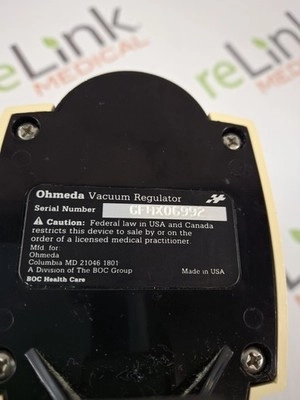 reLink
MEDICAL
reLink
MEDICAL
Ohmeda Vacuum Regulator
Serial Number GFMX06992
Caution: Federal law in USA and Canada
restricts this device to sale by or on the
order of a licensed medical practitioner.
Mfd for:
Ohmeda
Columbia MD 21046 1801
A Division of The BOC Group Made in USA
BOC Health Care